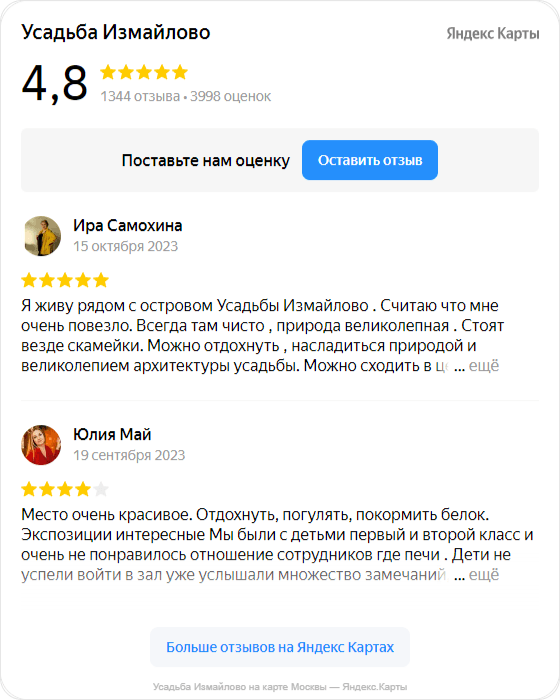 Усадьба Измайлово
Яндекс Карты
4,8
1344 отзыва • 3998 оценок
Поставьте нам оценку
Оставить отзыв
Ира Самохина
15 октября 2023
Я живу рядом с островом Усадьбы Измайлово . Считаю что мне
очень повезло. Всегда там чисто , природа великолепная . Стоят
везде скамейки. Можно отдохнуть , насладиться природой и
великолепием архитектуры усадьбы. Можно сходить в ... ещё
Юлия Май
19 сентября 2023
Место очень красивое. Отдохнуть, погулять, покормить белок.
Экспозиции интересные Мы были с детьми первый и второй класс и
очень не понравилось отношение сотрудников где печи . Дети не
успели войти в зал уже услышали множество замечаний ... ещё
Больше отзывов на Яндекс Картах
Усадьба Измайлово на карте Москвы — Яндекс.Карты